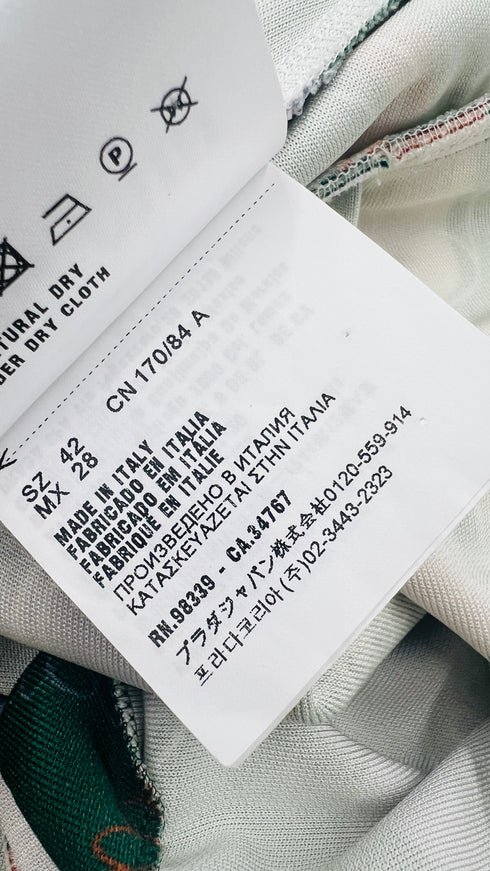 P
TURAL DRY
DER DRY CLOTH
CN 170/84 A
SZ 42
MX 28
MADE IN ITALY
FABRICADO EN ITALIA
FABRICADO EM ITÁLIA
FABRIQUÉ EN ITALIE
ПРОИЗВЕДЕНО В ИТАЛИЯ
ΚΑΤΑΣΚΕΥΑΖΕΤΑΙ ΣΤΗΝ ΙΤΑΛΙΑ
RN.98339 - CA.34767
プラダジャパン株式会社0120-559-914
프라다코리아(주)02-3443-2323